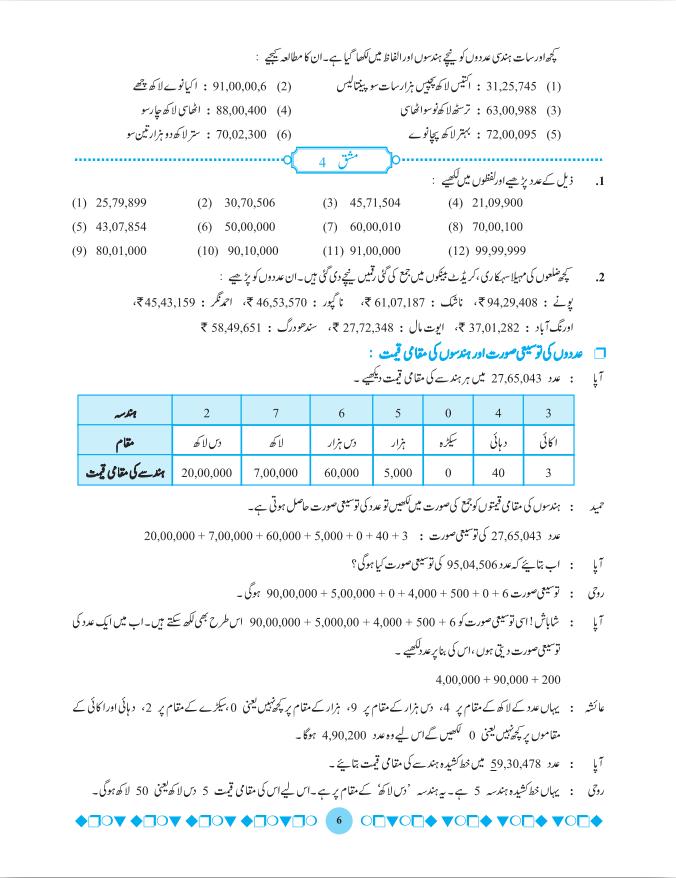 کچھ اور سات ہندسی عددوں کو نیچے ہندسوں اور الفاظ میں لکھا گیا ہے۔ ان کا مطالعہ کیجیے :
(1) 31,25,745 : اکتیس لاکھ پچیس ہزار سات سو پینتالیس (2) 91,00,00,6 : اکیانوے لاکھ چھے
(3) 63,00,988 : ترسٹھ لاکھ نو سو اٹھاسی (4) 88,00,400 : اٹھاسی لاکھ چار سو
(5) 72,00,095 : بہتر لاکھ پچانوے (6) 70,02,300 : ستر لاکھ دو ہزار تین سو
مشق 4
1. ذیل کے عدد پڑھیے اور لفظوں میں لکھیے :
(1) 25,79,899 (2) 30,70,506 (3) 45,71,504 (4) 21,09,900
(5) 43,07,854 (6) 50,00,000 (7) 60,00,010 (8) 70,00,100
(9) 80,01,000 (10) 90,10,000 (11) 91,00,000 (12) 99,99,999
2. کچھ ضلعوں کی مہیلا سہکاری، کریڈٹ بینکوں میں جمع کی گئی رقمیں نیچے دی گئی ہیں۔ ان عددوں کو پڑھیے :
پونے : ₹ 94,29,408، ناشک : ₹ 61,07,187 ناگپور : ₹ 46,53,570، احمد نگر : ₹ 45,43,159،
اورنگ آباد : ₹ 37,01,282، ایوت مال : ₹ 27,72,348، سندھو درگ : ₹ 58,49,651
❒ عددوں کی توسیعی صورت اور ہندسوں کی مقامی قیمت :
آپا : عدد 27,65,043 میں ہر ہندسے کی مقامی قیمت دیکھیے ۔
ہندسہ 2 7 6 5 0 4 3
مقام دس لاکھ لاکھ دس ہزار ہزار سیکڑہ دہائی اکائی
ہندسے کی مقامی قیمت 20,00,000 7,00,000 60,000 5,000 0 40 3
حمید : ہندسوں کی مقامی قیمتوں کو جمع کی صورت میں لکھیں تو عدد کی توسیعی صورت حاصل ہوتی ہے۔
عدد 27,65,043 کی توسیعی صورت : 20,00,000 + 7,00,000 + 60,000 + 5,000 + 0 + 40 + 3
آپا : اب بتائیے کہ عدد 95,04,506 کی توسیعی صورت کیا ہوگی؟
روحی : توسیعی صورت 90,00,000 + 5,00,000 + 0 + 4,000 + 500 + 0 + 6 ہوگی ۔
آپا : شاباش! اسی توسیعی صورت کو 90,00,000 + 5,000,00 + 4,000 + 500 + 6 اس طرح بھی لکھ سکتے ہیں۔ اب میں ایک عدد کی
توسیعی صورت دیتی ہوں، اس کی بنا پر عدد لکھیے ۔
4,00,000 + 90,000 + 200
عائشہ : یہاں عدد کے لاکھ کے مقام پر 4، دس ہزار کے مقام پر 9، ہزار کے مقام پر کچھ نہیں یعنی 0، سیکڑے کے مقام پر 2، دہائی اور اکائی کے
مقاموں پر کچھ نہیں یعنی 0 لکھیں گے اس لیے وہ عدد 4,90,200 ہوگا۔
آپا : عدد 59,30,478 میں خط کشیدہ ہندسے کی مقامی قیمت بتائیے ۔
روحی : یہاں خط کشیدہ ہندسہ 5 ہے۔ یہ ہندسہ 'دس لاکھ' کے مقام پر ہے۔ اس لیے اس کی مقامی قیمت 5 دس لاکھ یعنی 50 لاکھ ہوگی۔
6